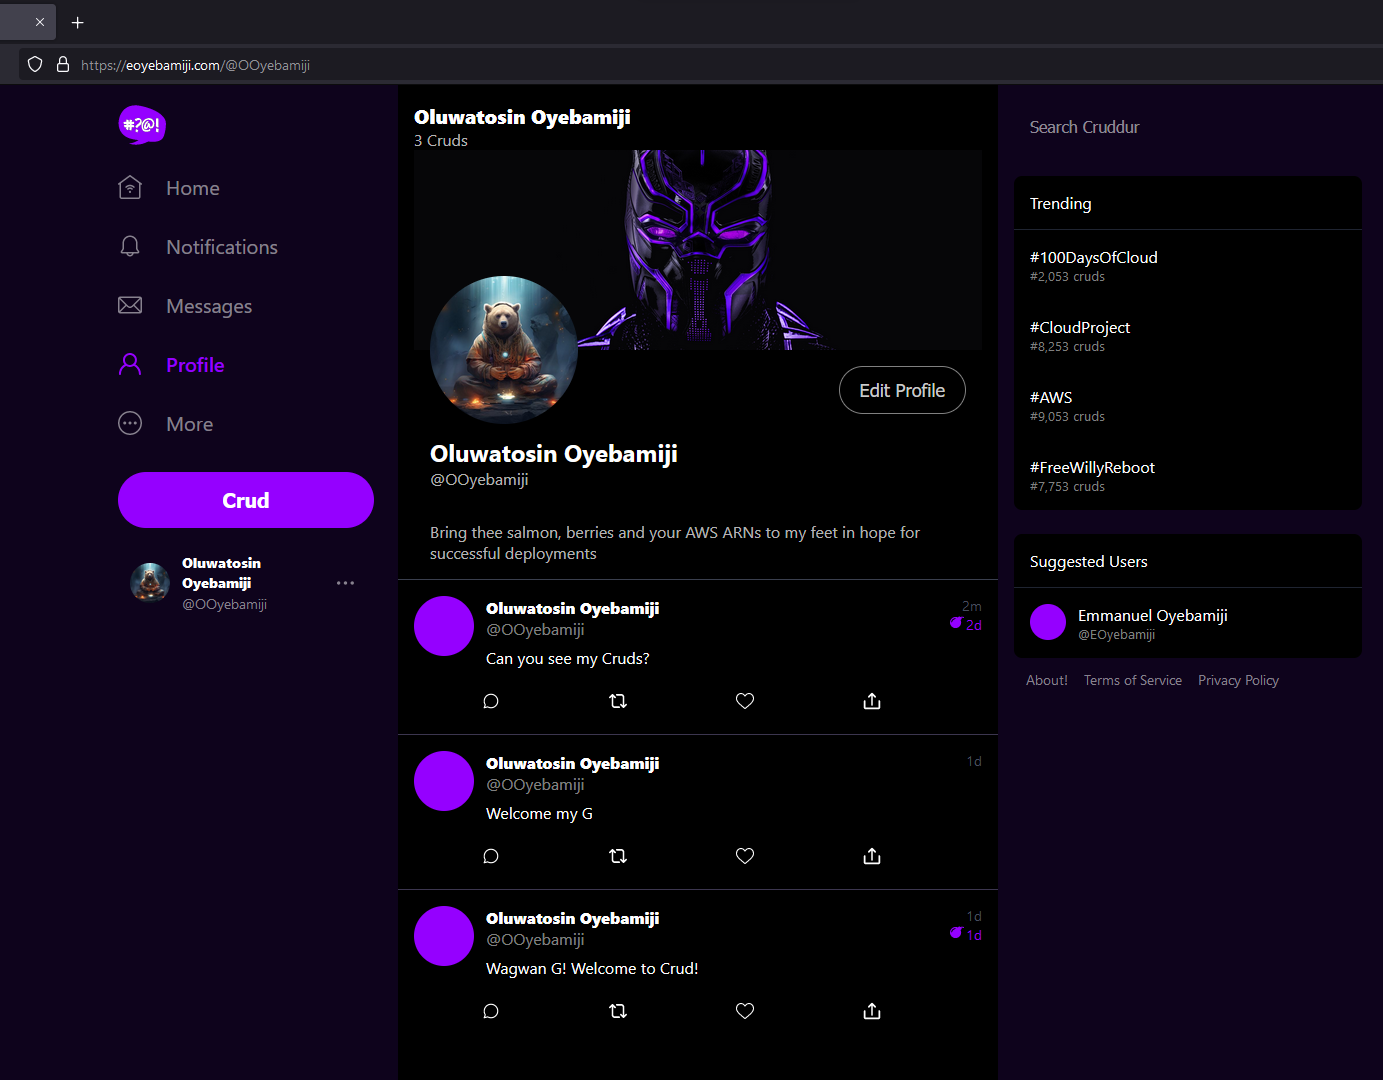 https://eoyebamiji.com/@OOyebamiji
#?@!
Home
Notifications
Messages
Profile
More
Crud
Oluwatosin
Oyebamiji
@OOyebamiji
Oluwatosin Oyebamiji
3 Cruds
Edit Profile
Oluwatosin Oyebamiji
@OOyebamiji
Bring thee salmon, berries and your AWS ARNs to my feet in hope for
successful deployments
Oluwatosin Oyebamiji
2m
@OOyebamiji
2d
Can you see my Cruds?
Oluwatosin Oyebamiji
1d
@OOyebamiji
Welcome my G
Oluwatosin Oyebamiji
1d
@OOyebamiji
1d
Wagwan G! Welcome to Crud!
Search Cruddur
Trending
#100DaysOfCloud
#2,053 cruds
#CloudProject
#8,253 cruds
#AWS
#9,053 cruds
#FreeWillyReboot
#7,753 cruds
Suggested Users
Emmanuel Oyebamiji
@EOyebamiji
About!
Terms of Service
Privacy Policy